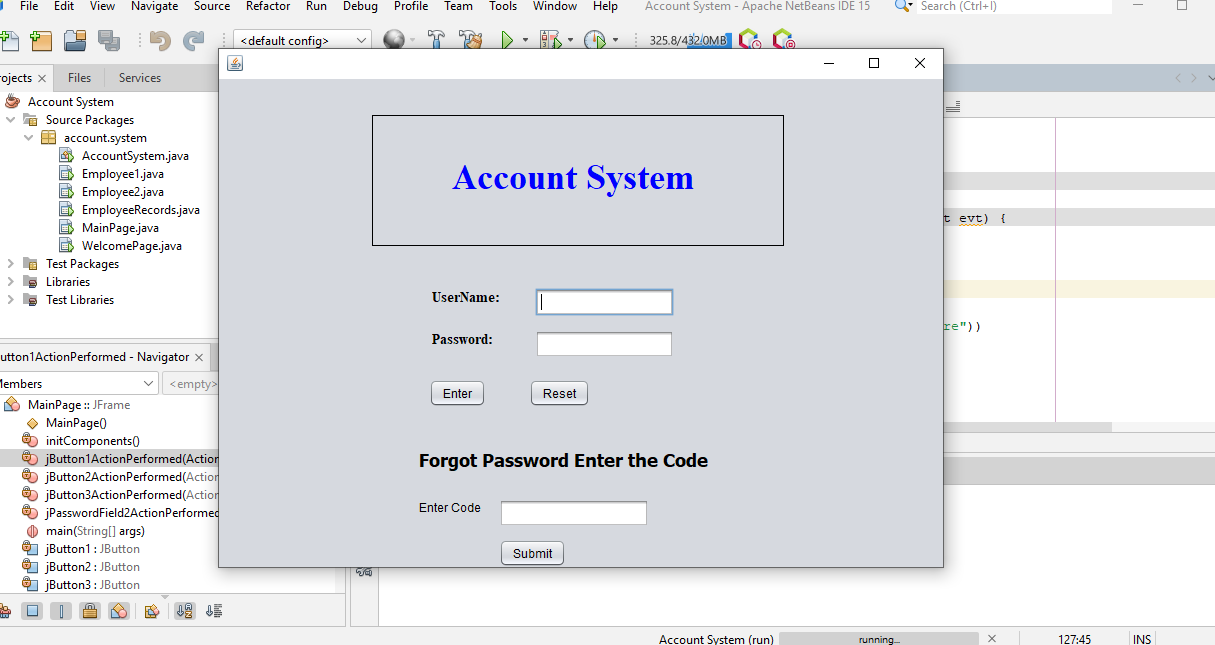 File Edit View Navigate Source Refactor Run Debug Profile Team Tools Window Help Account System - Apache NetBeans IDE 15 Search (Ctrl+I)
<default config> 325.8/432.0MB
rojects Files Services
Account System
Source Packages
account.system
AccountSystem.java
Employee1.java
Employee2.java
EmployeeRecords.java
MainPage.java
WelcomePage.java
Test Packages
Libraries
Test Libraries
utton1ActionPerformed - Navigator
Members <empty>
MainPage :: JFrame
MainPage()
initComponents()
jButton1ActionPerformed(Action
jButton2ActionPerformed(Action
jButton3ActionPerformed(Action
jPasswordField2ActionPerformed
main(String[] args)
jButton1 : JButton
jButton2 : JButton
jButton3 : JButton
Account System
UserName:
Password:
Enter Reset
Forgot Password Enter the Code
Enter Code
Submit
t evt) {
re"))
Account System (run) running... 127:45 INS